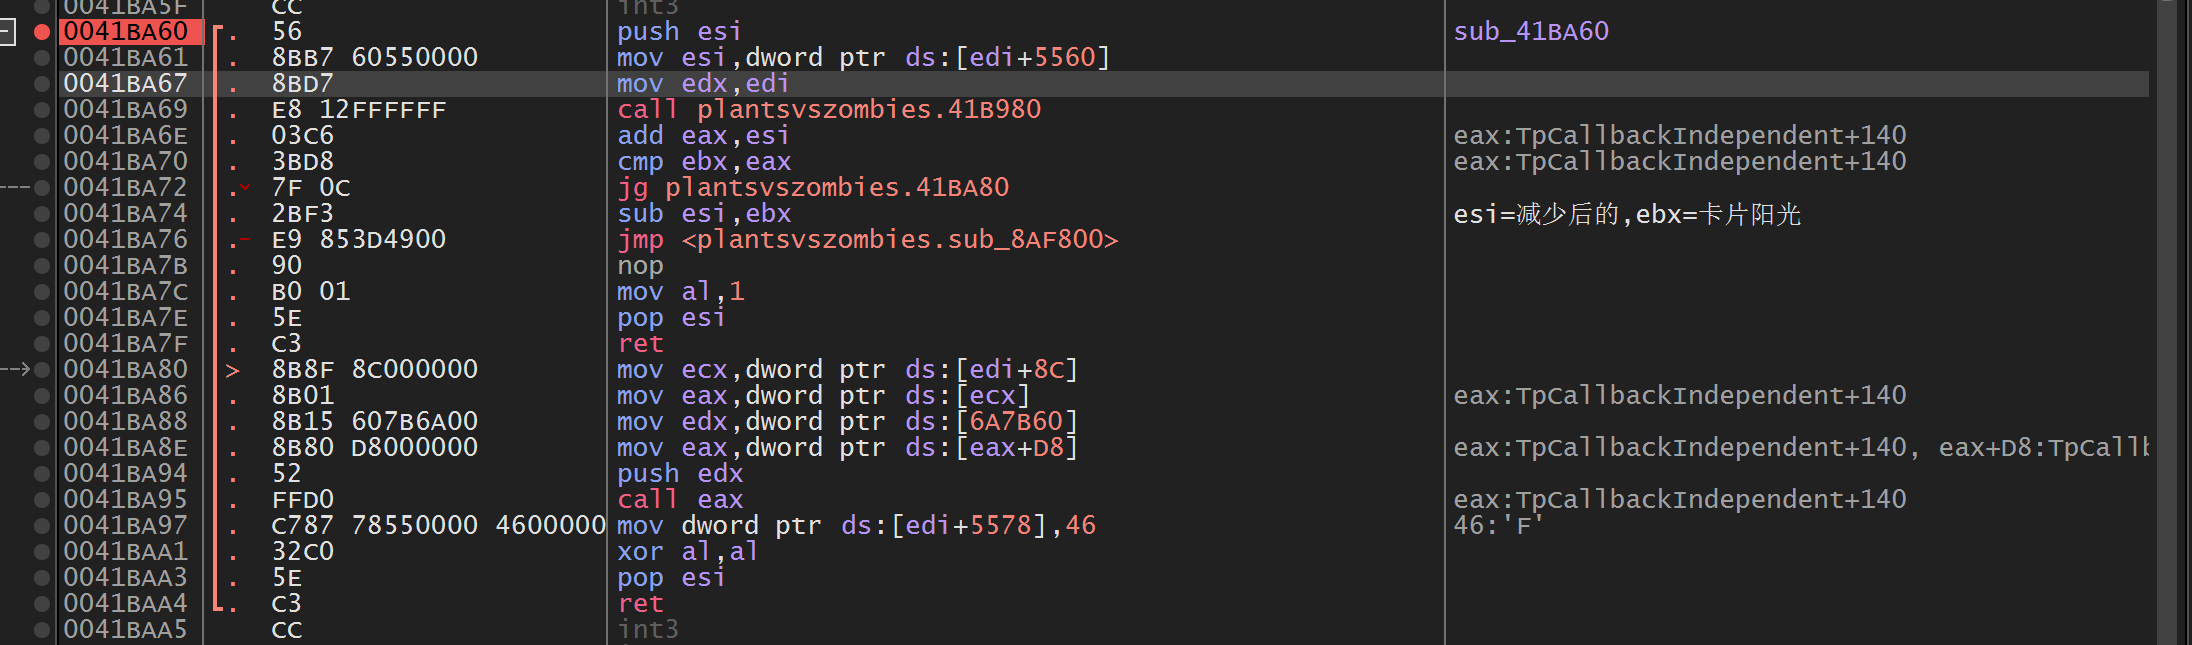 0041BA5F CC int3
0041BA60 56 push esi sub_41BA60
0041BA61 . 8BB7 60550000 mov esi,dword ptr ds:[edi+5560]
0041BA67 . 8BD7 mov edx,edi
0041BA69 . E8 12FFFFFF call plantsvszombies.41B980
0041BA6E . 03C6 add eax,esi eax:TpCallbackIndependent+140
0041BA70 . 3BD8 cmp ebx,eax eax:TpCallbackIndependent+140
0041BA72 . 7F 0C jg plantsvszombies.41BA80
0041BA74 . 2BF3 sub esi,ebx esi=减少后的,ebx=卡片阳光
0041BA76 . E9 853D4900 jmp <plantsvszombies.sub_8AF800>
0041BA7B . 90 nop
0041BA7C . B0 01 mov al,1
0041BA7E . 5E pop esi
0041BA7F . C3 ret
0041BA80 > 8B8F 8C000000 mov ecx,dword ptr ds:[edi+8C]
0041BA86 . 8B01 mov eax,dword ptr ds:[ecx] eax:TpCallbackIndependent+140
0041BA88 . 8B15 607B6A00 mov edx,dword ptr ds:[6A7B60]
0041BA8E . 8B80 D8000000 mov eax,dword ptr ds:[eax+D8] eax:TpCallbackIndependent+140, eax+D8:TpCallb
0041BA94 . 52 push edx
0041BA95 . FFD0 call eax eax:TpCallbackIndependent+140
0041BA97 . C787 78550000 4600000 mov dword ptr ds:[edi+5578],46 46:'F'
0041BAA1 . 32C0 xor al,al
0041BAA3 . 5E pop esi
0041BAA4 . C3 ret
0041BAA5 CC int3